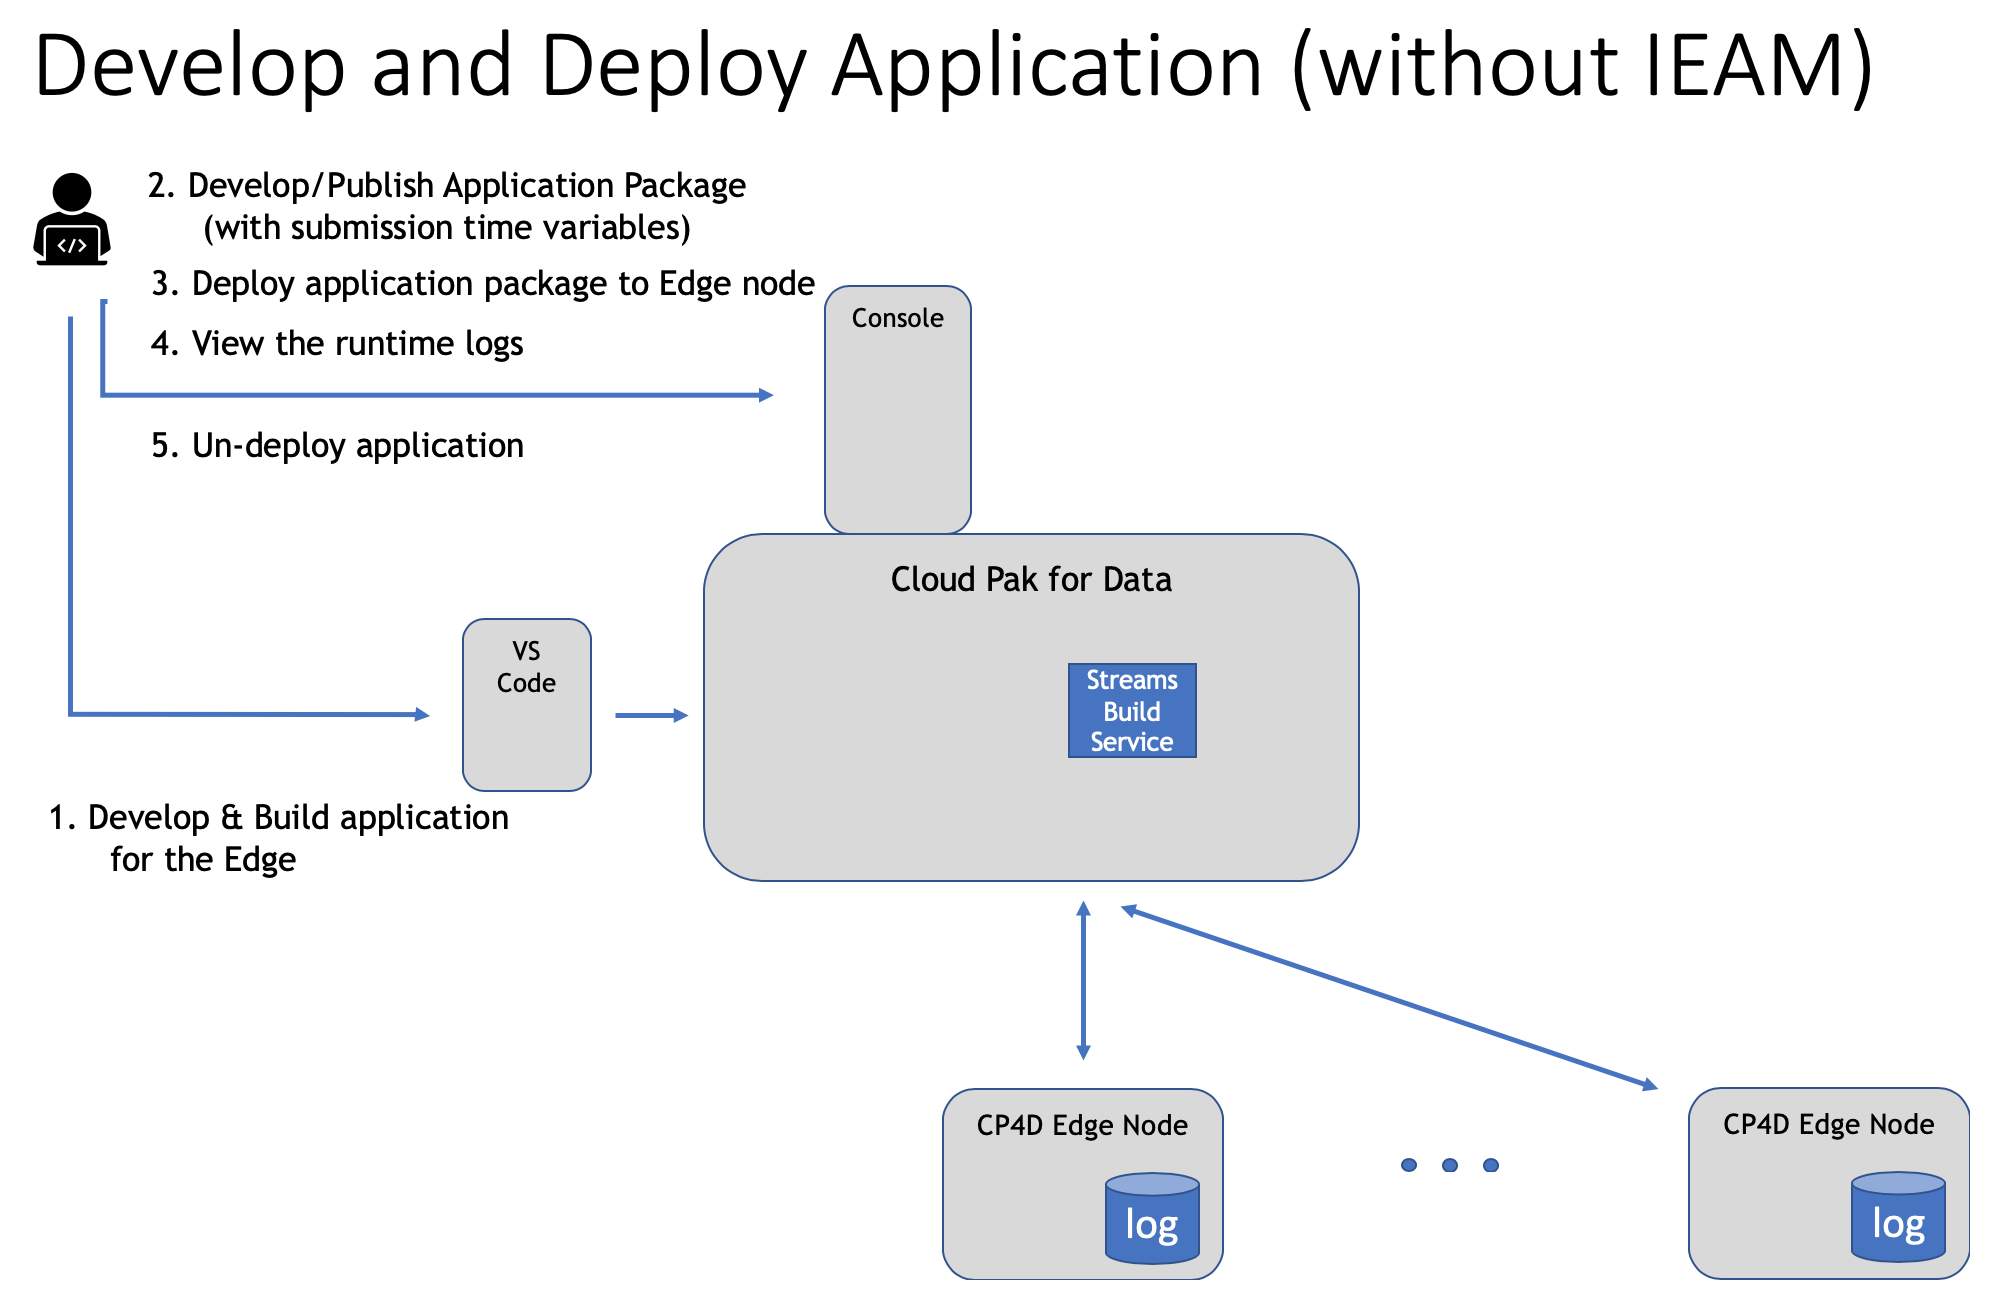 Develop and Deploy Application (without IEAM)
2. Develop/Publish Application Package
(with submission time variables)
3. Deploy application package to Edge node
4. View the runtime logs
5. Un-deploy application
Console
Cloud Pak for Data
VS
Code
Streams
Build
Service
1. Develop & Build application
for the Edge
CP4D Edge Node
log
CP4D Edge Node
log